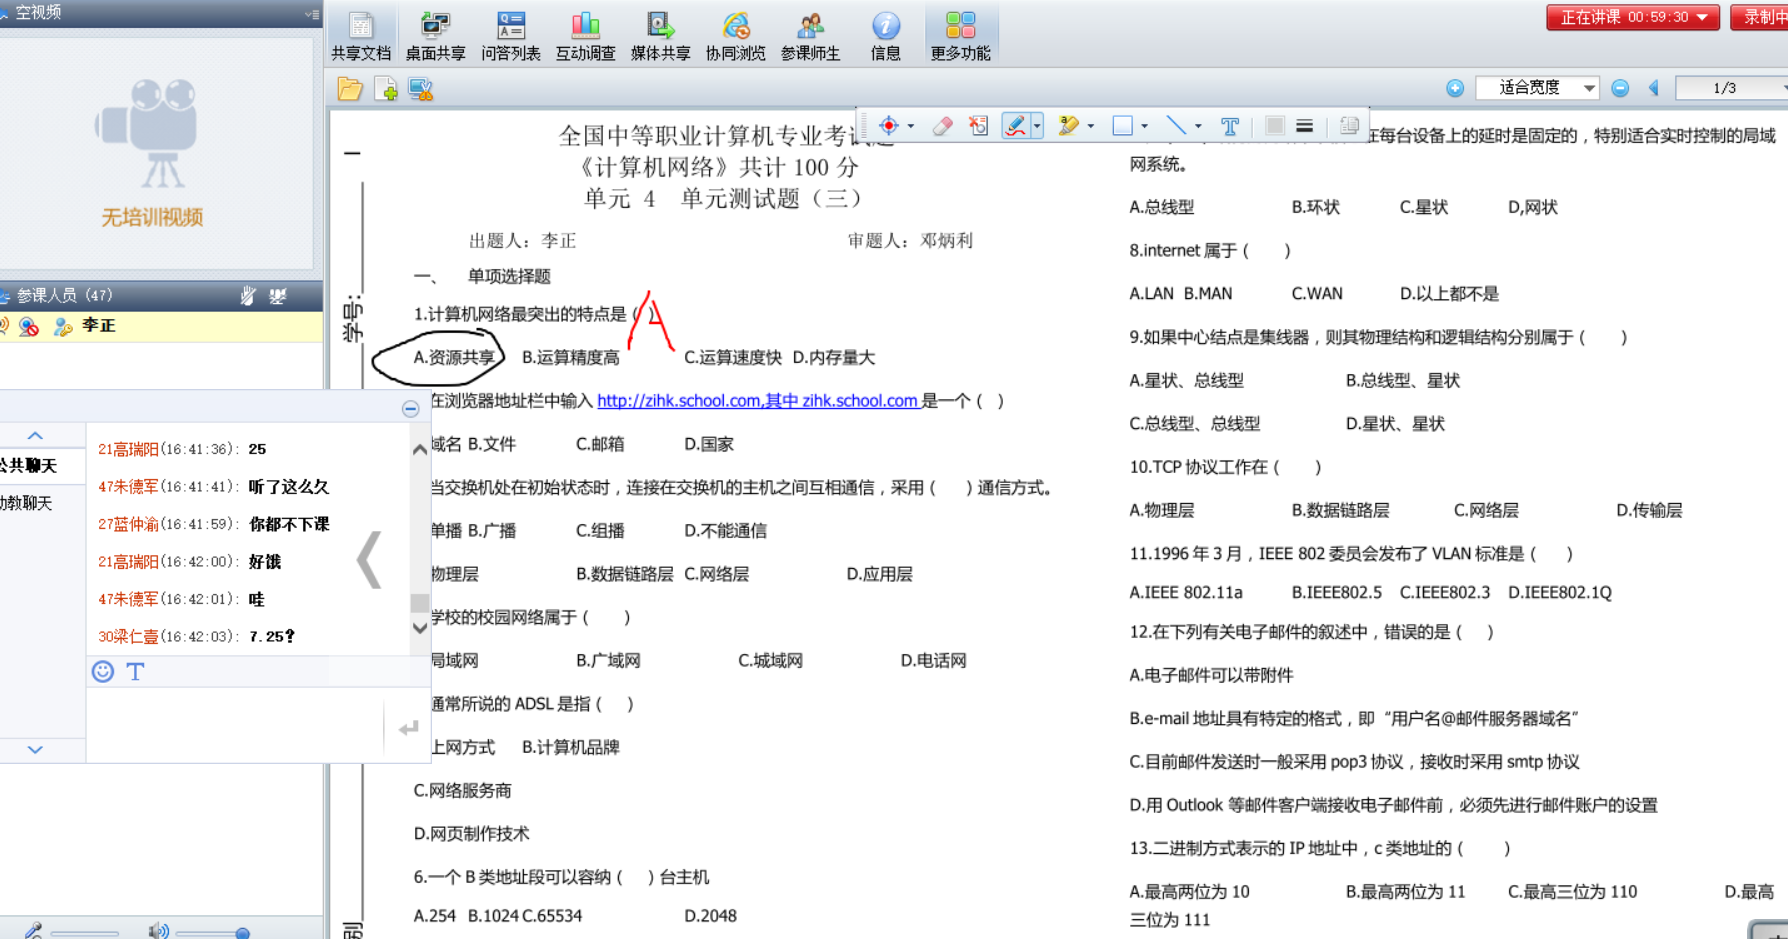 空视频
无培训视频
参课人员 (47)
李正
共享文档 桌面共享 问答列表 互动调查 媒体共享 协同浏览 参课师生 信息 更多功能
正在讲课 00:59:30
录制中
适合宽度
1/3
全国中等职业计算机专业考试题
《计算机网络》共计 100 分
单元 4 单元测试题（三）
出题人：李正 审题人：邓炳利
学号:
一、 单项选择题
1.计算机网络最突出的特点是 ( )
A
A.资源共享 B.运算精度高 C.运算速度快 D.内存量大
在浏览器地址栏中输入 http://zihk.school.com,其中 zihk.school.com 是一个 ( )
域名 B.文件 C.邮箱 D.国家
当交换机处在初始状态时，连接在交换机的主机之间互相通信，采用 ( ) 通信方式。
单播 B.广播 C.组播 D.不能通信
物理层 B.数据链路层 C.网络层 D.应用层
学校的校园网络属于 ( )
局域网 B.广域网 C.城域网 D.电话网
通常所说的 ADSL 是指 ( )
上网方式 B.计算机品牌
C.网络服务商
D.网页制作技术
6.一个 B 类地址段可以容纳 ( ) 台主机
A.254 B.1024 C.65534 D.2048
在每台设备上的延时是固定的，特别适合实时控制的局域
网系统。
A.总线型 B.环状 C.星状 D,网状
8.internet 属于 ( )
A.LAN B.MAN C.WAN D.以上都不是
9.如果中心结点是集线器，则其物理结构和逻辑结构分别属于 ( )
A.星状、总线型 B.总线型、星状
C.总线型、总线型 D.星状、星状
10.TCP 协议工作在 ( )
A.物理层 B.数据链路层 C.网络层 D.传输层
11.1996 年 3 月，IEEE 802 委员会发布了 VLAN 标准是 ( )
A.IEEE 802.11a B.IEEE802.5 C.IEEE802.3 D.IEEE802.1Q
12.在下列有关电子邮件的叙述中，错误的是 ( )
A.电子邮件可以带附件
B.e-mail 地址具有特定的格式，即“用户名@邮件服务器域名”
C.目前邮件发送时一般采用 pop3 协议，接收时采用 smtp 协议
D.用 Outlook 等邮件客户端接收电子邮件前，必须先进行邮件账户的设置
13.二进制方式表示的 IP 地址中，c 类地址的 ( )
A.最高两位为 10 B.最高两位为 11 C.最高三位为 110 D.最高
三位为 111
公共聊天
助教聊天
21高瑞阳(16:41:36): 25
47朱德军(16:41:41): 听了这么久
27蓝仲渝(16:41:59): 你都不下课
21高瑞阳(16:42:00): 好饿
47朱德军(16:42:01): 哇
30梁仁壹(16:42:03): 7.25?